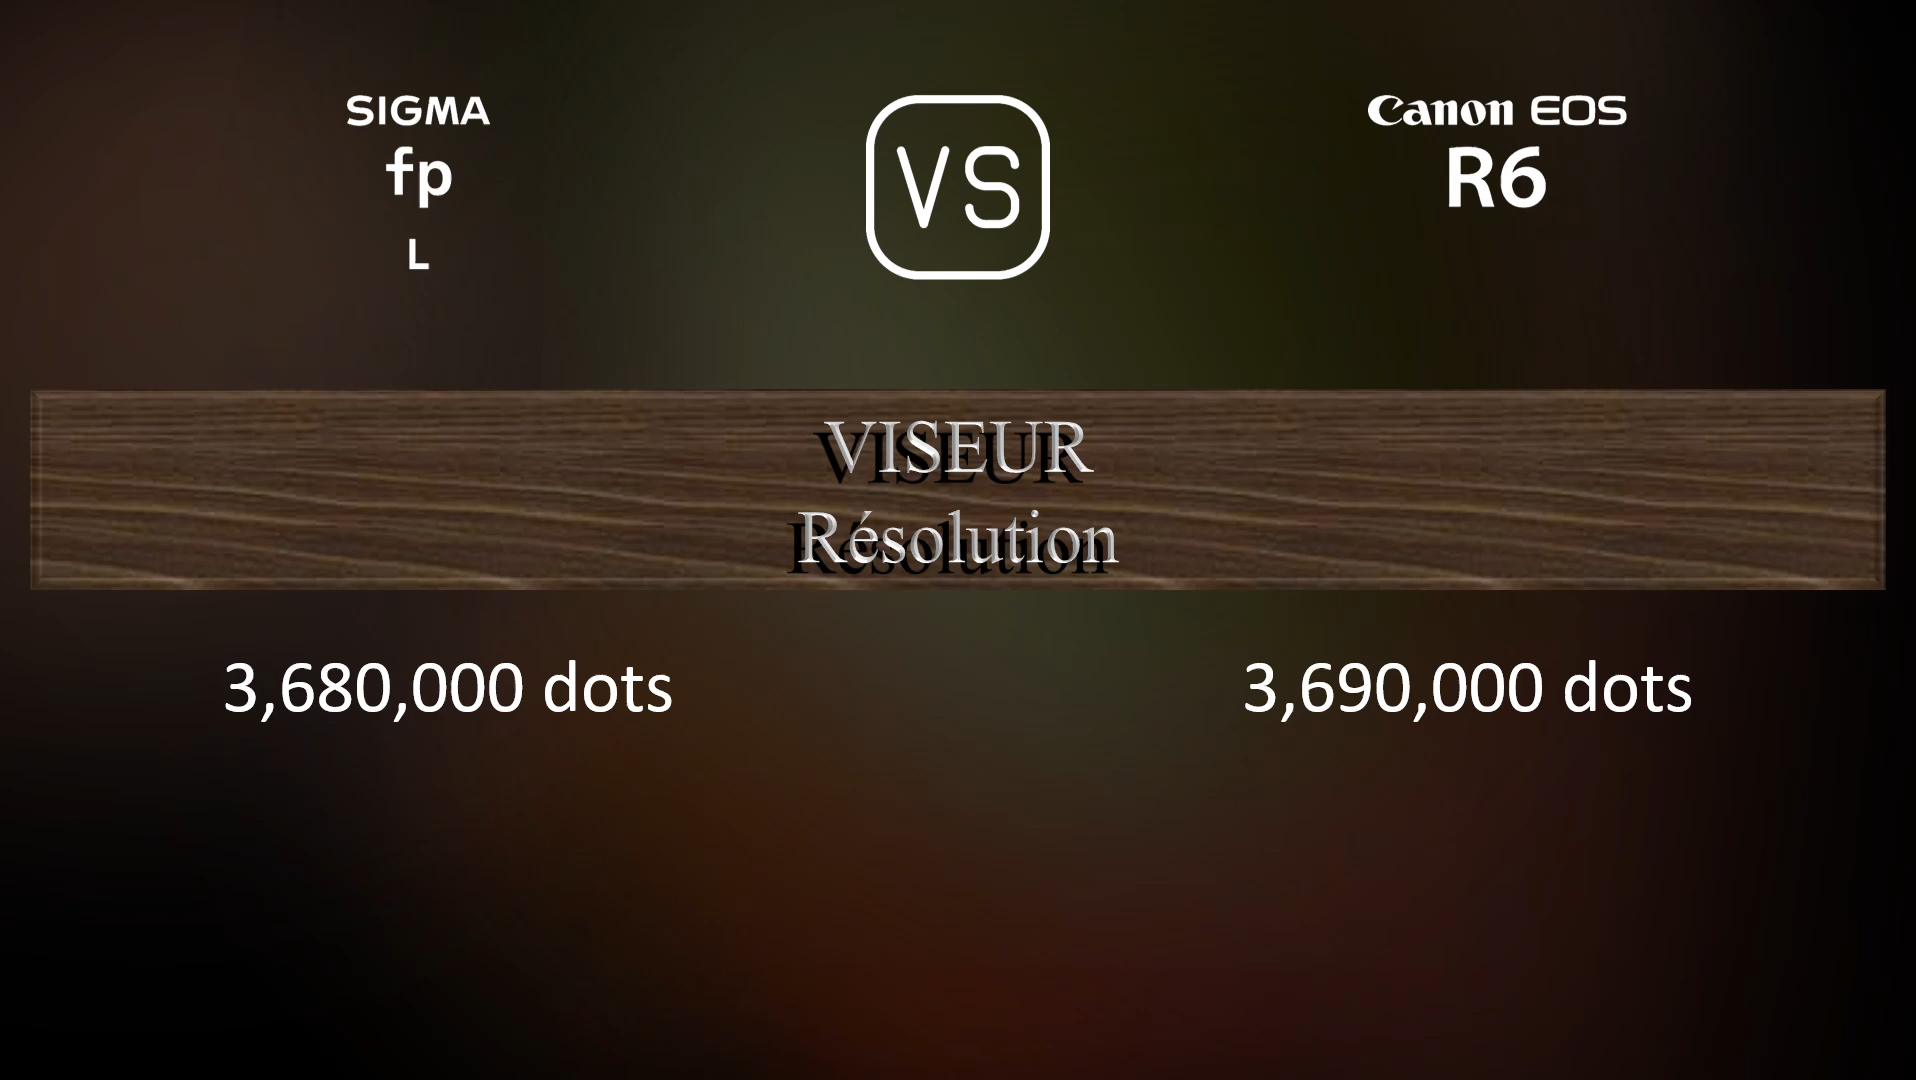 SIGMA
fp
L
VS
Canon EOS
R6
VISEUR
Résolution
3,680,000 dots
3,690,000 dots